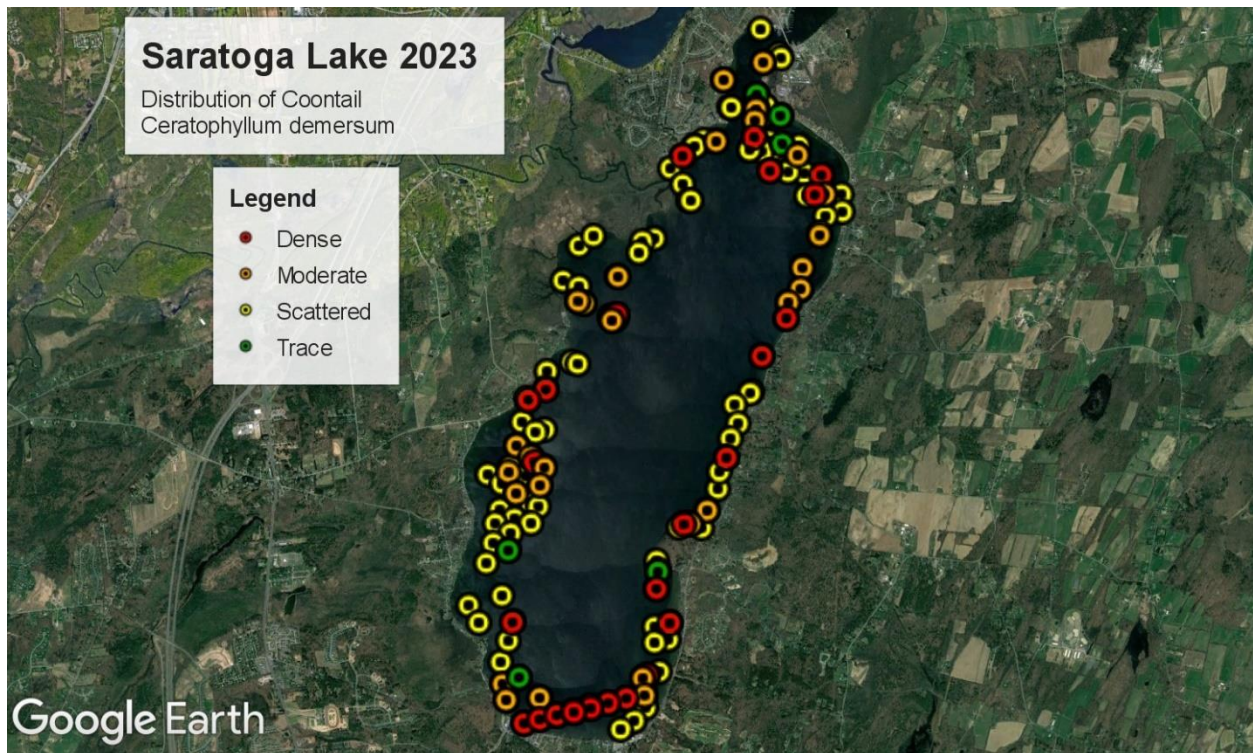 Saratoga Lake 2023
Distribution of Coontail
Ceratophyllum demersum
Legend
Dense
Moderate
Scattered
Trace
Google Earth